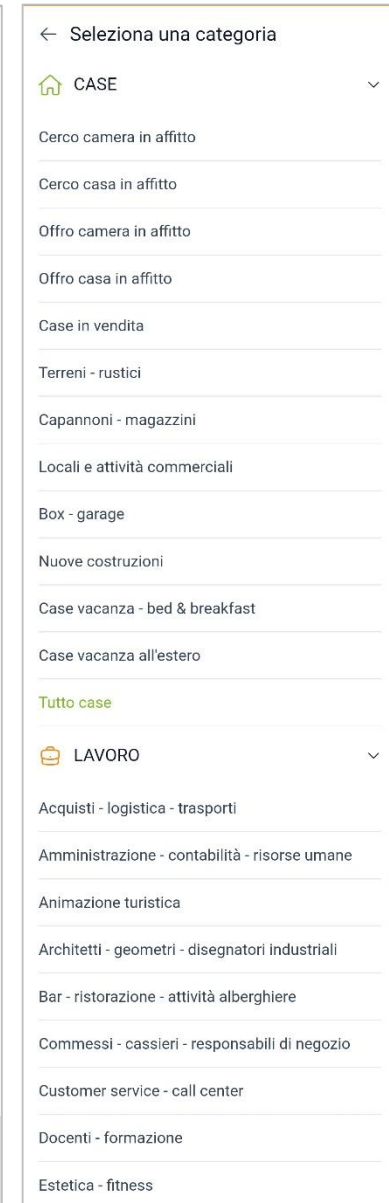 ← Seleziona una categoria
CASE
Cerco camera in affitto
Cerco casa in affitto
Offro camera in affitto
Offro casa in affitto
Case in vendita
Terreni - rustici
Capannoni - magazzini
Locali e attività commerciali
Box - garage
Nuove costruzioni
Case vacanza - bed & breakfast
Case vacanza all'estero
Tutto case
LAVORO
Acquisti - logistica - trasporti
Amministrazione - contabilità - risorse umane
Animazione turistica
Architetti - geometri - disegnatori industriali
Bar - ristorazione - attività alberghiere
Commessi - cassieri - responsabili di negozio
Customer service - call center
Docenti - formazione
Estetica - fitness